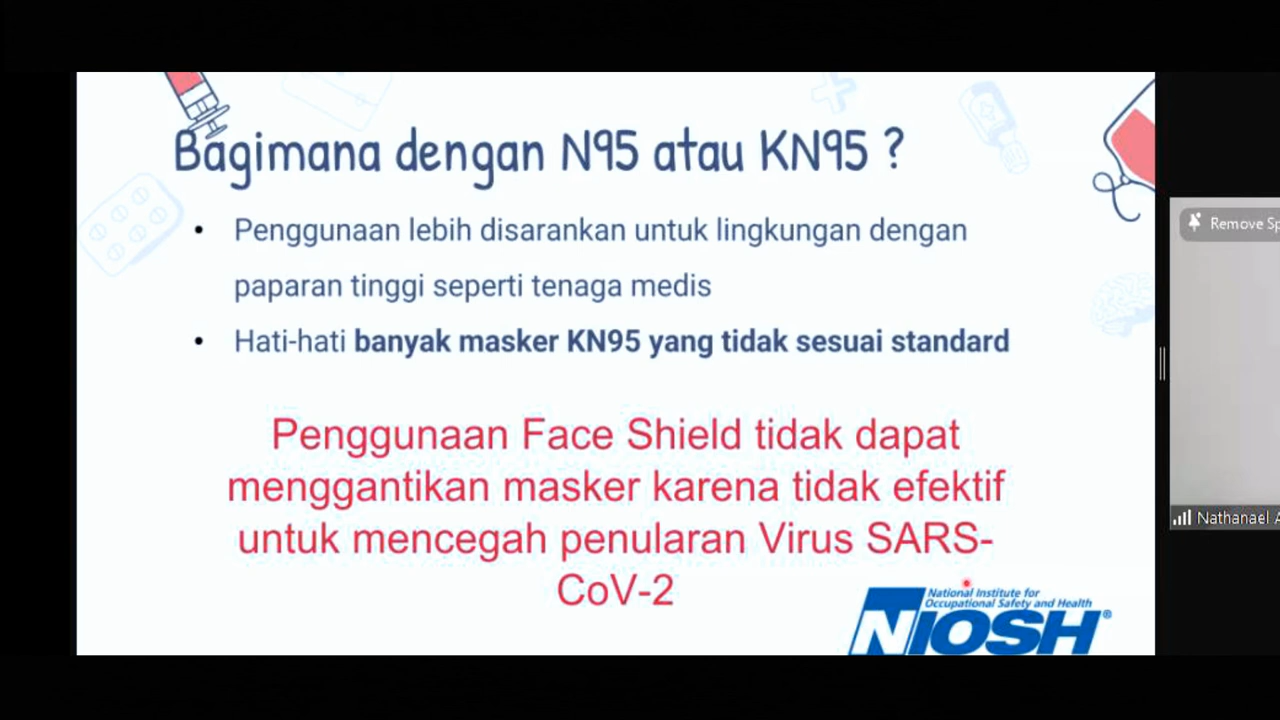 Bagimana dengan N95 atau KN95 ?
• Penggunaan lebih disarankan untuk lingkungan dengan
paparan tinggi seperti tenaga medis
• Hati-hati banyak masker KN95 yang tidak sesuai standard
Penggunaan Face Shield tidak dapat
menggantikan masker karena tidak efektif
untuk mencegah penularan Virus SARS-
CoV-2
National Institute for
Occupational Safety and Health
NIOSH®
Remove Sp
Nathanael A